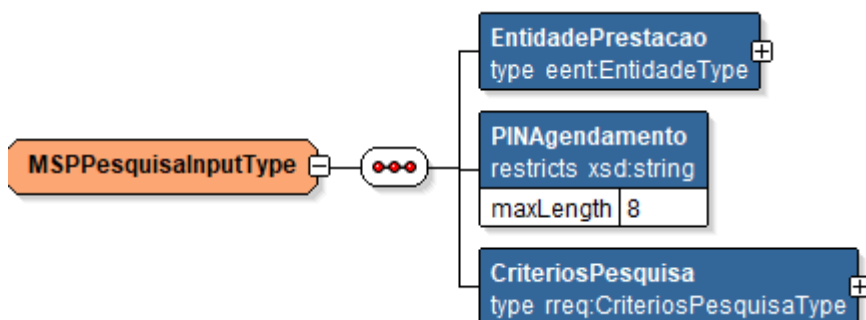 EntidadePrestacao
type eent:EntidadeType
MSPPesquisaInputType
PINAgendamento
restricts xsd:string
maxLength 8
CriteriosPesquisa
type rreq:CriteriosPesquisaType